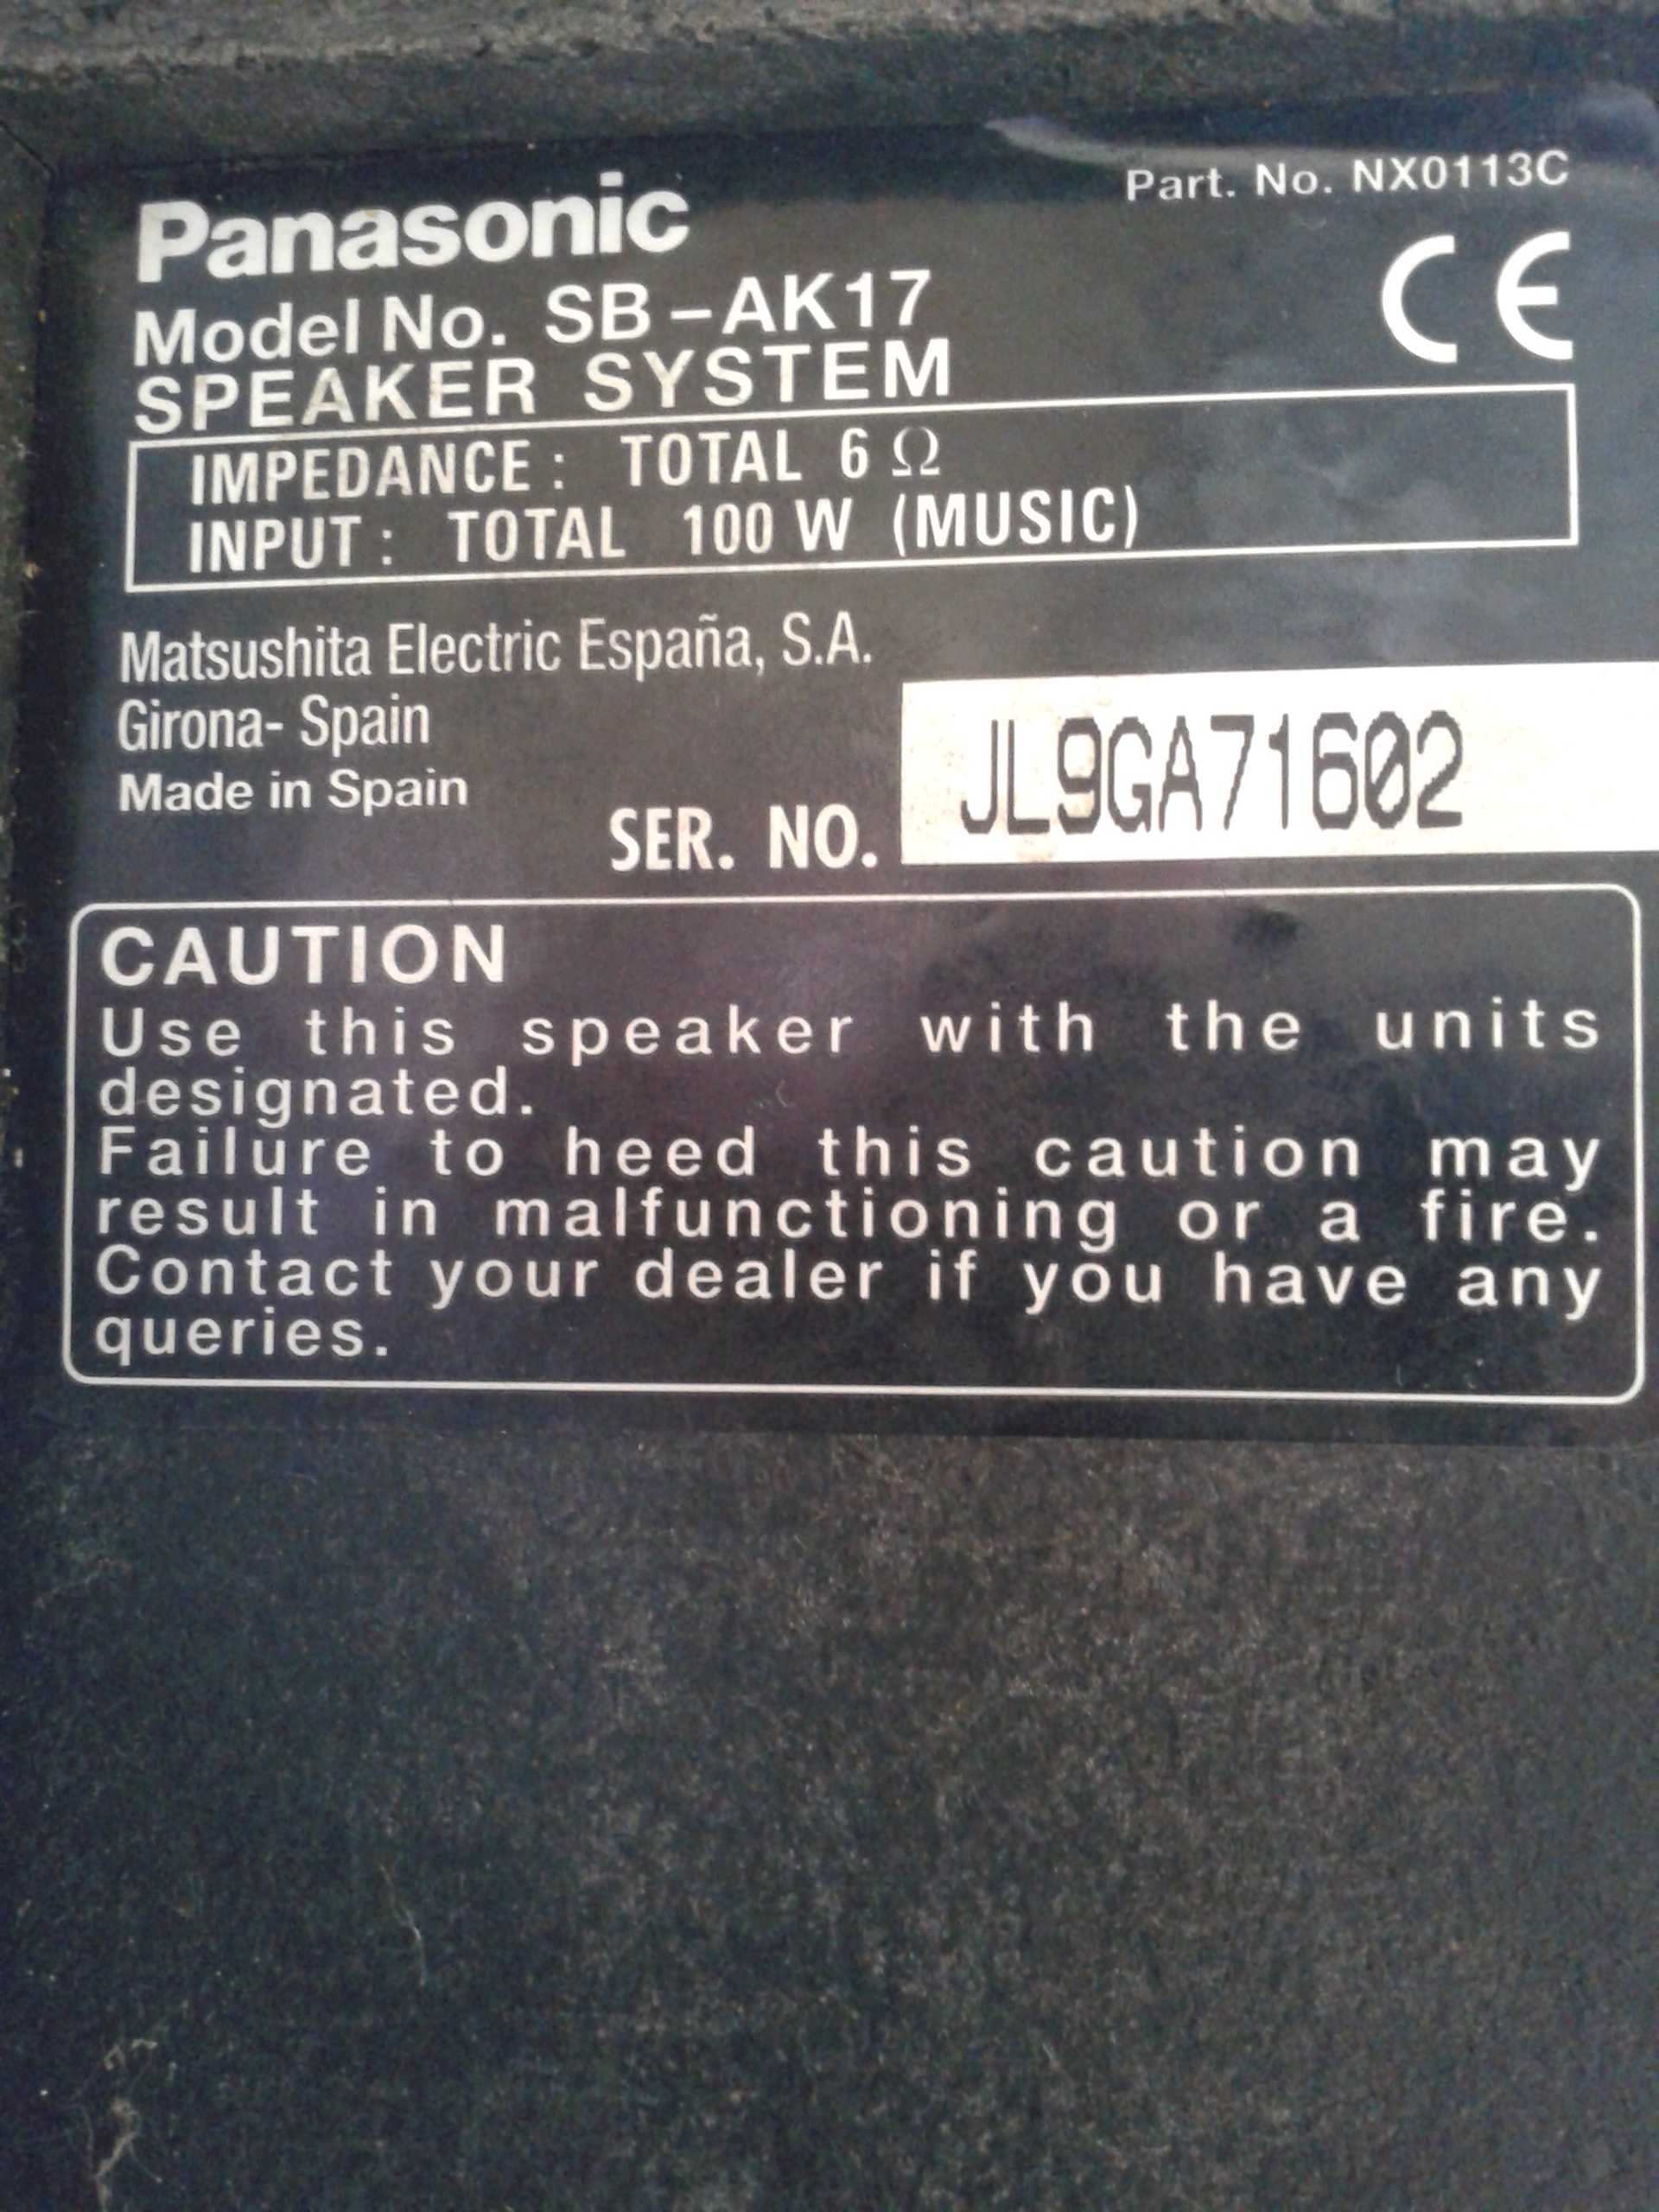 Part. No. NX0113C
Panasonic
CE
Model No. SB-AK17
SPEAKER SYSTEM
IMPEDANCE : TOTAL 6 Ω
INPUT : TOTAL 100 W (MUSIC)
Matsushita Electric España, S.A.
Girona- Spain
Made in Spain
SER. NO. JL9GA71602
CAUTION
Use this speaker with the units
designated.
Failure to heed this caution may
result in malfunctioning or a fire.
Contact your dealer if you have any
queries.